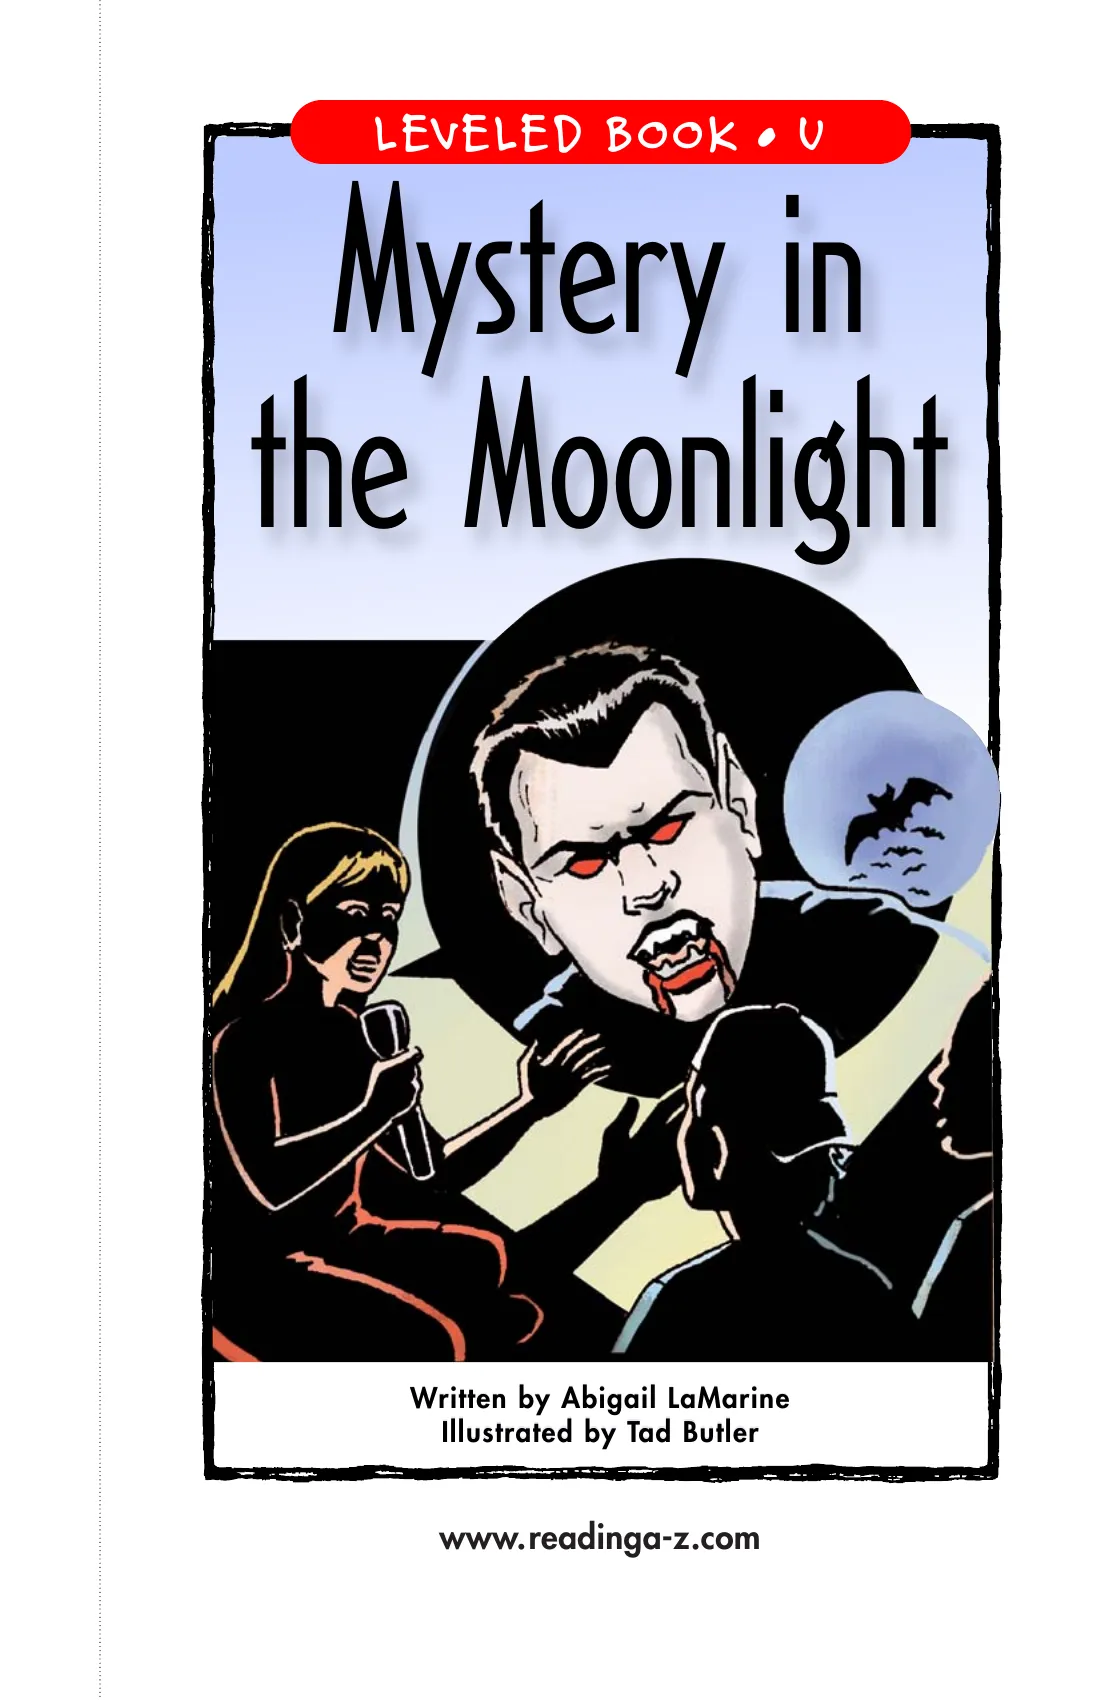 LEVELED BOOK • U
Mystery in
the Moonlight
Written by Abigail LaMarine
Illustrated by Tad Butler
www.readinga-z.com